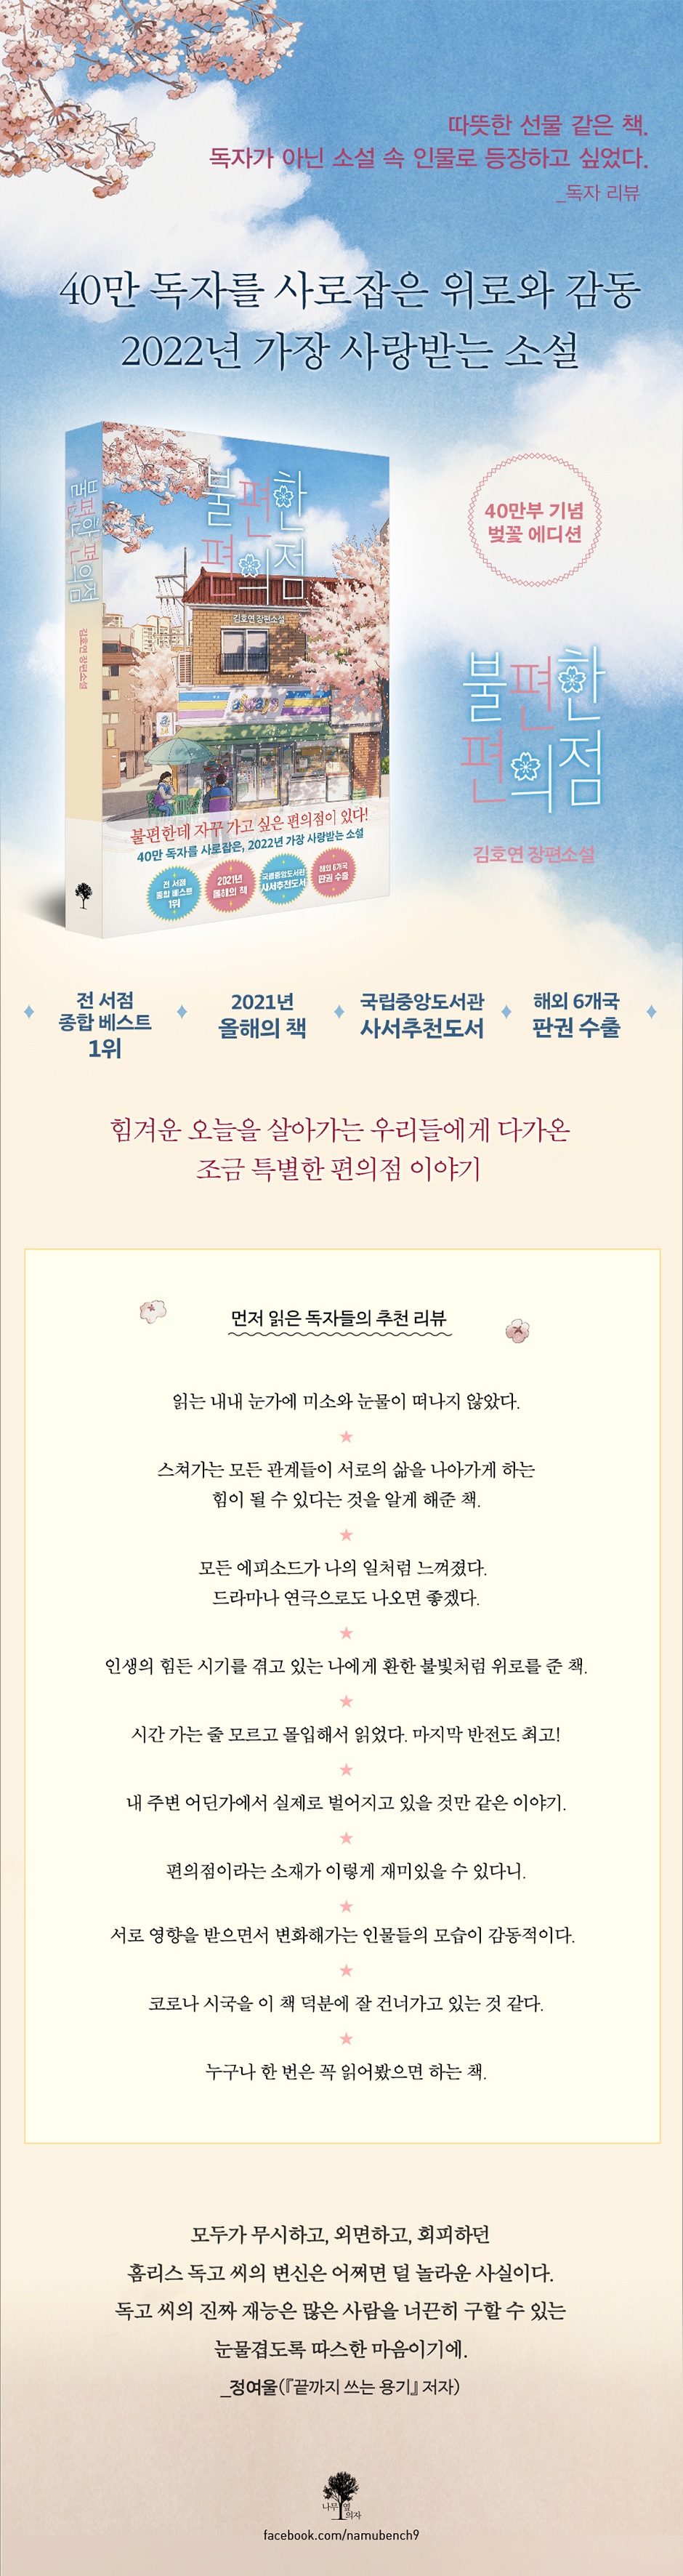 따뜻한 선물 같은 책.
독자가 아닌 소설 속 인물로 등장하고 싶었다.
_독자 리뷰
40만 독자를 사로잡은 위로와 감동
2022년 가장 사랑받는 소설
불편한
편의점
김호연 장편소설
불편한 편의점
김호연 장편소설
불편한데 자꾸 가고 싶은 편의점이 있다!
40만 독자를 사로잡은, 2022년 가장 사랑받는 소설
전 서점
종합 베스트
1위
2021년
올해의 책
국립중앙도서관
사서추천도서
해외 6개국
판권 수출
40만부 기념
벚꽃 에디션
불편한
편의점
김호연 장편소설
전 서점
종합 베스트
1위
2021년
올해의 책
국립중앙도서관
사서추천도서
해외 6개국
판권 수출
힘겨운 오늘을 살아가는 우리들에게 다가온
조금 특별한 편의점 이야기
먼저 읽은 독자들의 추천 리뷰
읽는 내내 눈가에 미소와 눈물이 떠나지 않았다.
스쳐가는 모든 관계들이 서로의 삶을 나아가게 하는
힘이 될 수 있다는 것을 알게 해준 책.
모든 에피소드가 나의 일처럼 느껴졌다.
드라마나 연극으로도 나오면 좋겠다.
인생의 힘든 시기를 겪고 있는 나에게 환한 불빛처럼 위로를 준 책.
시간 가는 줄 모르고 몰입해서 읽었다. 마지막 반전도 최고!
내 주변 어딘가에서 실제로 벌어지고 있을 것만 같은 이야기.
편의점이라는 소재가 이렇게 재미있을 수 있다니.
서로 영향을 받으면서 변화해가는 인물들의 모습이 감동적이다.
코로나 시국을 이 책 덕분에 잘 건너가고 있는 것 같다.
누구나 한 번은 꼭 읽어봤으면 하는 책.
모두가 무시하고, 외면하고, 회피하던
홈리스 독고 씨의 변신은 어쩌면 덜 놀라운 사실이다.
독고 씨의 진짜 재능은 많은 사람을 너끈히 구할 수 있는
눈물겹도록 따스한 마음이기에.
_정여울(『끝까지 쓰는 용기』 저자)
나무옆
의자
facebook.com/namubench9